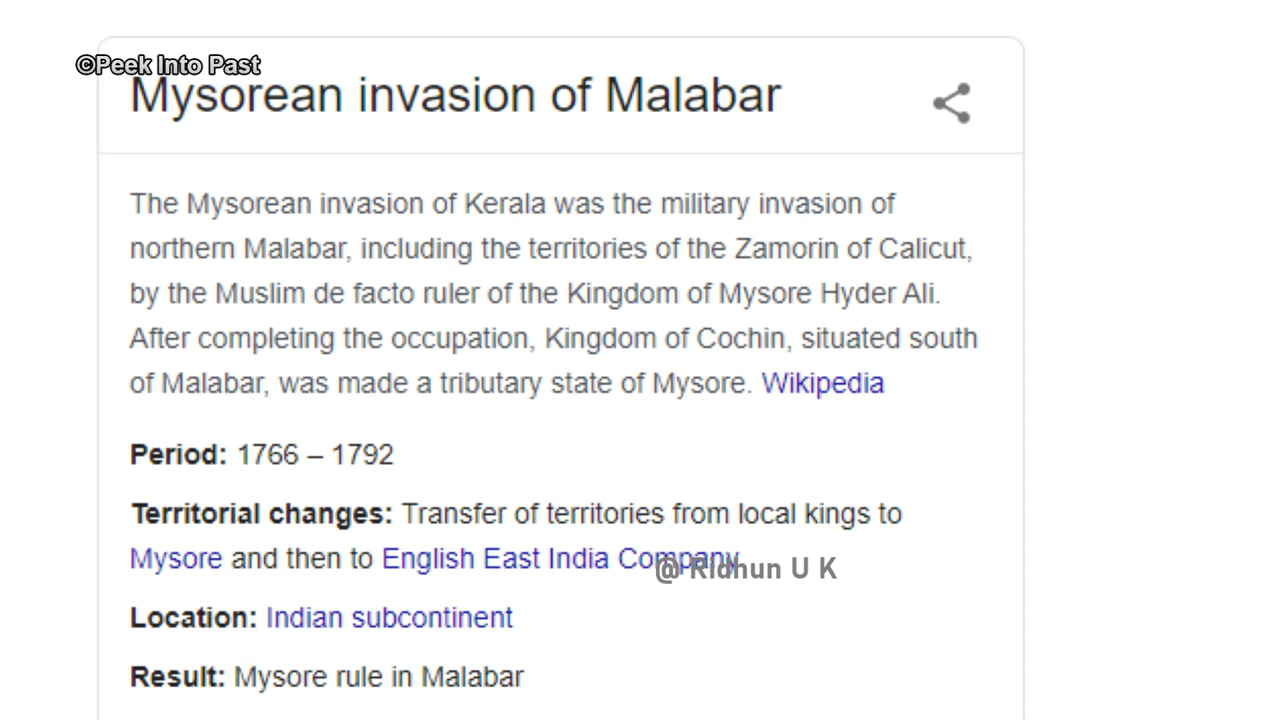 ©Peek Into Past
Mysorean invasion of Malabar
The Mysorean invasion of Kerala was the military invasion of
northern Malabar, including the territories of the Zamorin of Calicut,
by the Muslim de facto ruler of the Kingdom of Mysore Hyder Ali.
After completing the occupation, Kingdom of Cochin, situated south
of Malabar, was made a tributary state of Mysore. Wikipedia
Period: 1766 – 1792
Territorial changes: Transfer of territories from local kings to
Mysore and then to English East India Company
@ Ridhun U K
Location: Indian subcontinent
Result: Mysore rule in Malabar